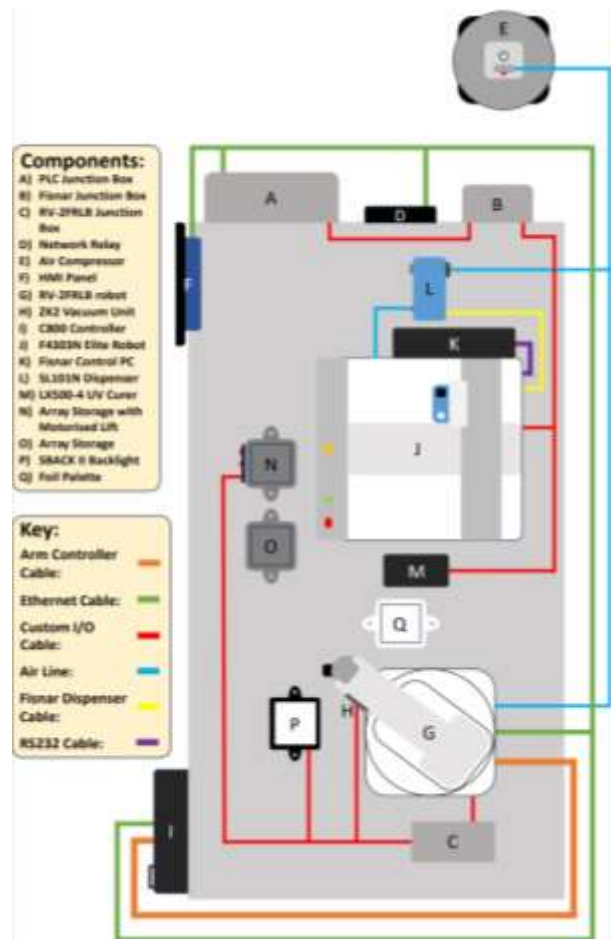 E
Components:
A) PLC Junction Box
B) Fisnar Junction Box
C) RV-2FRLB Junction
Box
D) Network Relay
E) Air Compressor
F) HMI Panel
G) RV-2FRLB robot
H) ZK2 Vacuum Unit
I) C800 Controller
J) F4303N Elite Robot
K) Fisnar Control PC
L) SL101N Dispenser
M) LX500-4 UV Curer
N) Array Storage with
Motorised Lift
O) Array Storage
P) SBACK II Backlight
Q) Foil Palette
A
D
B
F
L
K
J
N
O
M
Q
Key:
Arm Controller
Cable:
Ethernet Cable:
Custom I/O
Cable:
Air Line:
Fisnar Dispenser
Cable:
RS232 Cable:
H
P
G
I
C